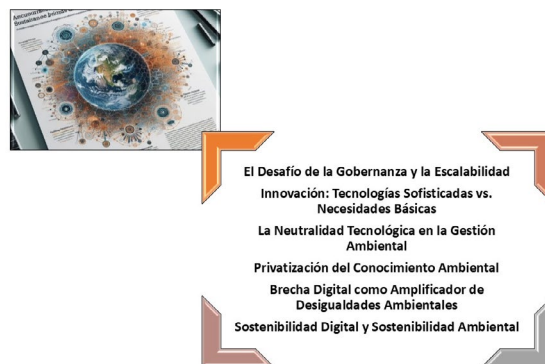 El Desafío de la Gobernanza y la Escalabilidad
Innovación: Tecnologías Sofisticadas vs.
Necesidades Básicas
La Neutralidad Tecnológica en la Gestión
Ambiental
Privatización del Conocimiento Ambiental
Brecha Digital como Amplificador de
Desigualdades Ambientales
Sostenibilidad Digital y Sostenibilidad Ambiental